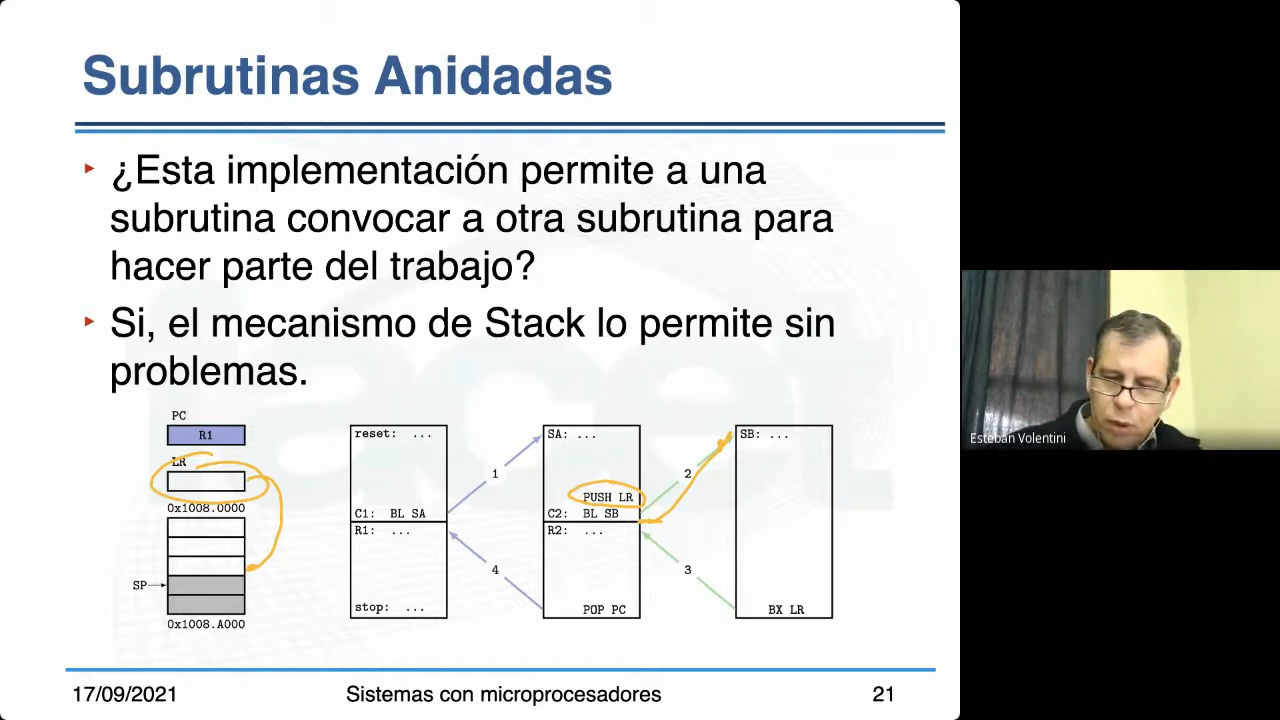 Subrutinas Anidadas
¿Esta implementación permite a una
subrutina convocar a otra subrutina para
hacer parte del trabajo?
Si, el mecanismo de Stack lo permite sin
problemas.
PC
R1
LR
0x1008.0000
SP
0x1008.A000
reset: ...
C1: BL SA
R1: ...
stop: ...
1
4
SA: ...
PUSH LR
C2: BL SB
R2: ...
POP PC
2
3
SB: ...
BX LR
17/09/2021 Sistemas con microprocesadores 21
Esteban Volentini